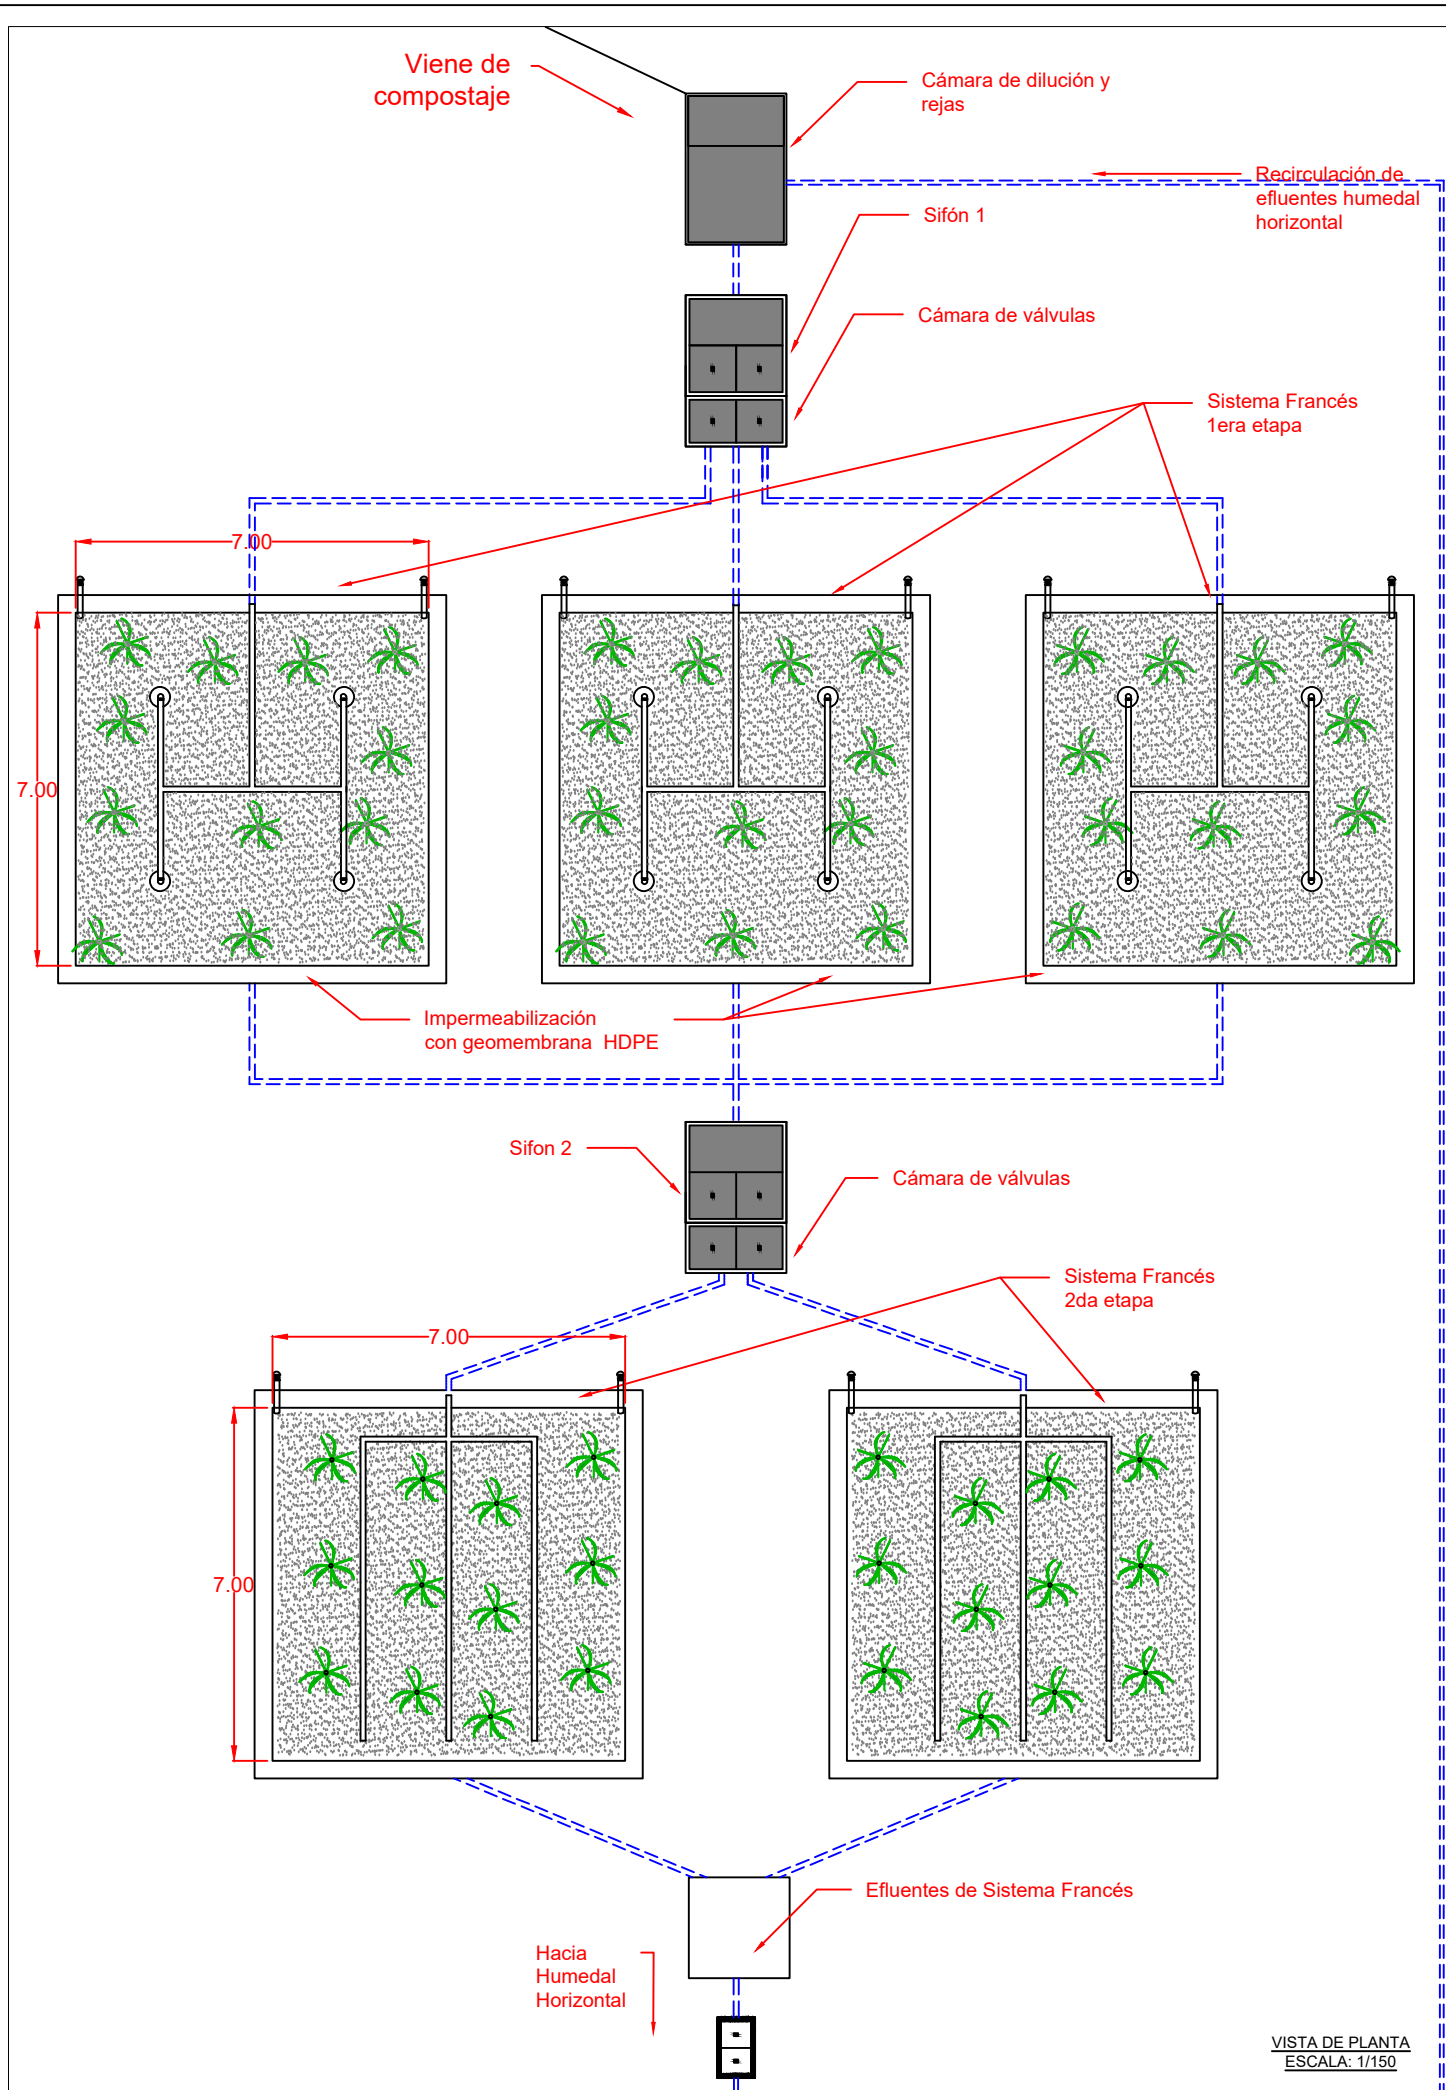 Viene de
compostaje
Cámara de dilución y
rejas
Recirculación de
efluentes humedal
horizontal
Sifón 1
Cámara de válvulas
Sistema Francés
1era etapa
7.00
7.00
Impermeabilización
con geomembrana HDPE
Sifon 2
Cámara de válvulas
Sistema Francés
2da etapa
7.00
7.00
Efluentes de Sistema Francés
Hacia
Humedal
Horizontal
VISTA DE PLANTA
ESCALA: 1/150